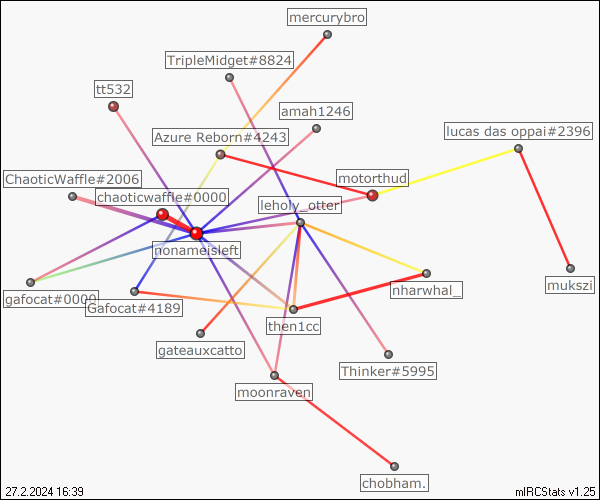 mercurybro
TripleMidget#8824
tt532
amah1246
Azure Reborn#4243
lucas das oppai#2396
ChaoticWaffle#2006
motorthud
chaoticwaffle#0000
leholy_otter
nonameisleft
gafocat#0000
Gafocat#4189
nharwhal_
mukszi
then1cc
gateauxcatto
Thinker#5995
moonraven
chobham.
27.2.2024 16:39
mIRCStats v1.25